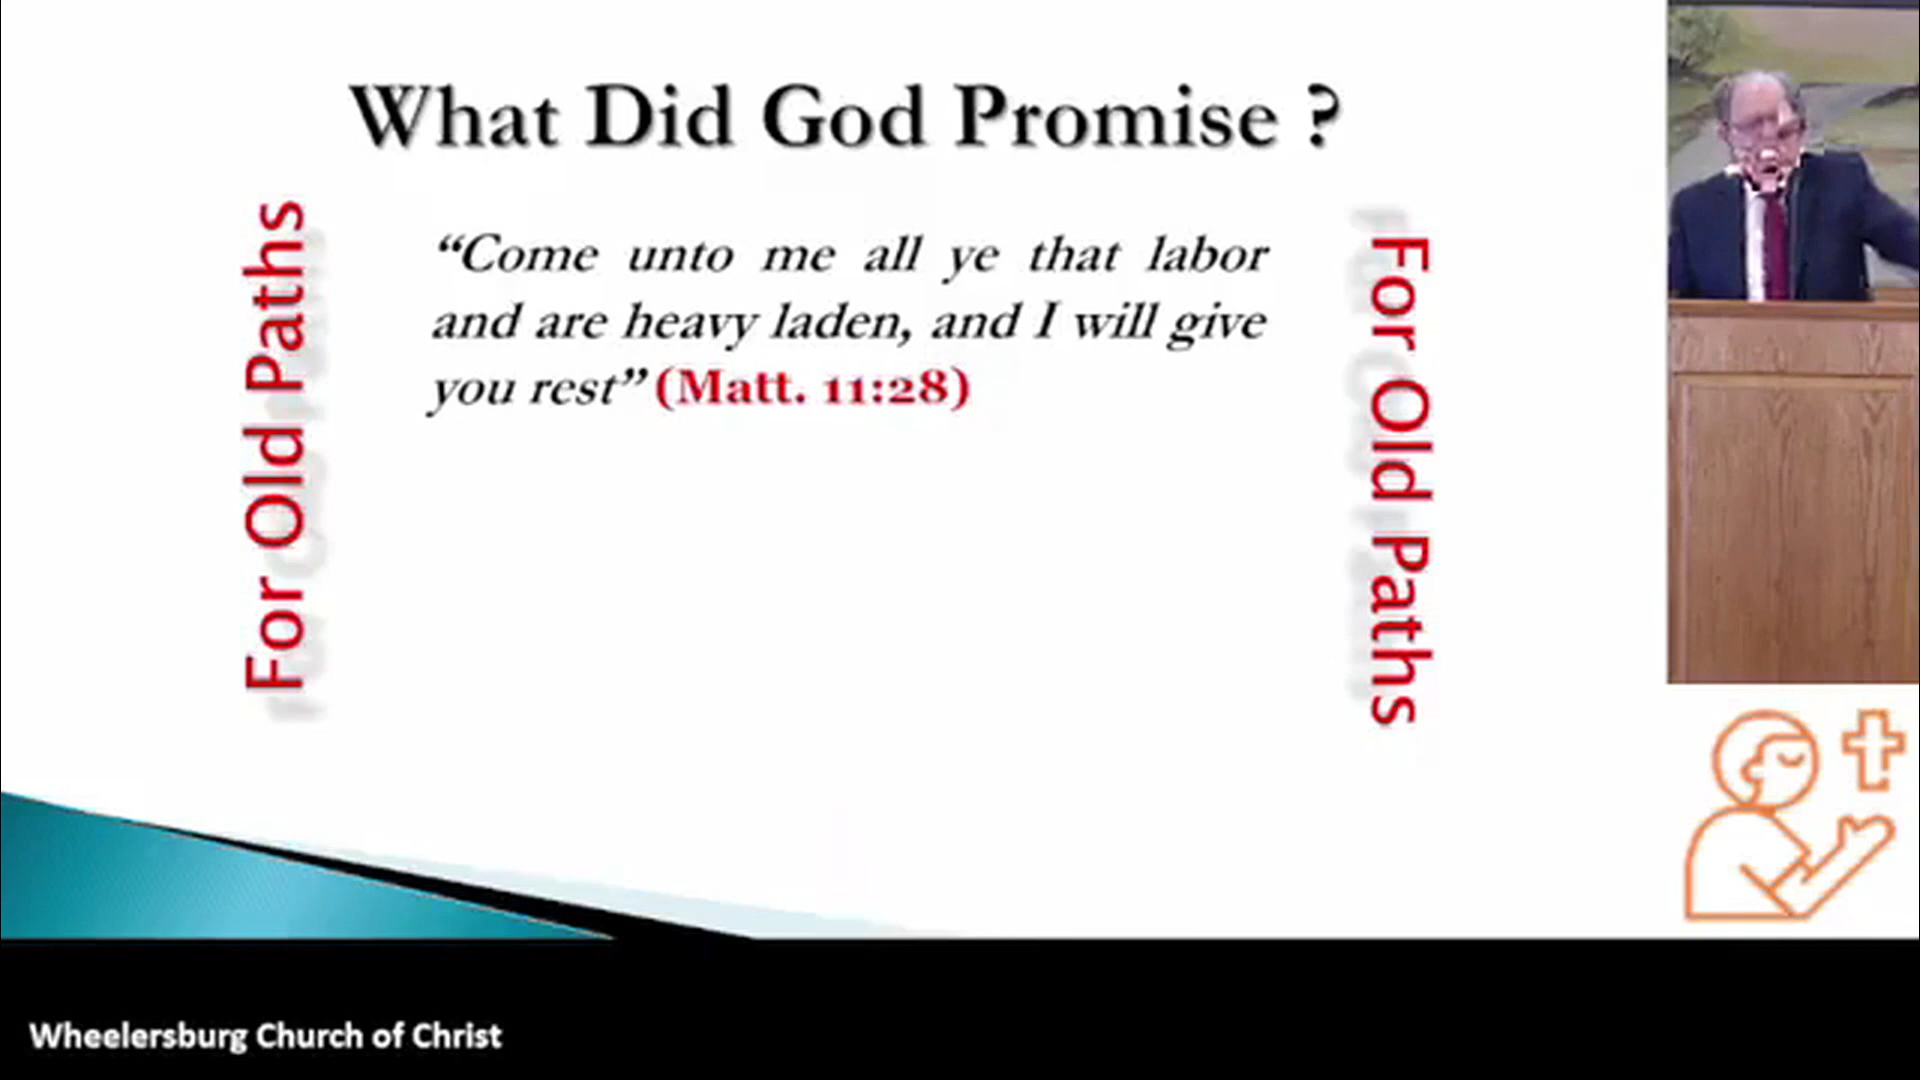 What Did God Promise ?
For Old Paths
“Come unto me all ye that labor
and are heavy laden, and I will give
you rest” (Matt. 11:28)
For Old Paths
Wheelersburg Church of Christ